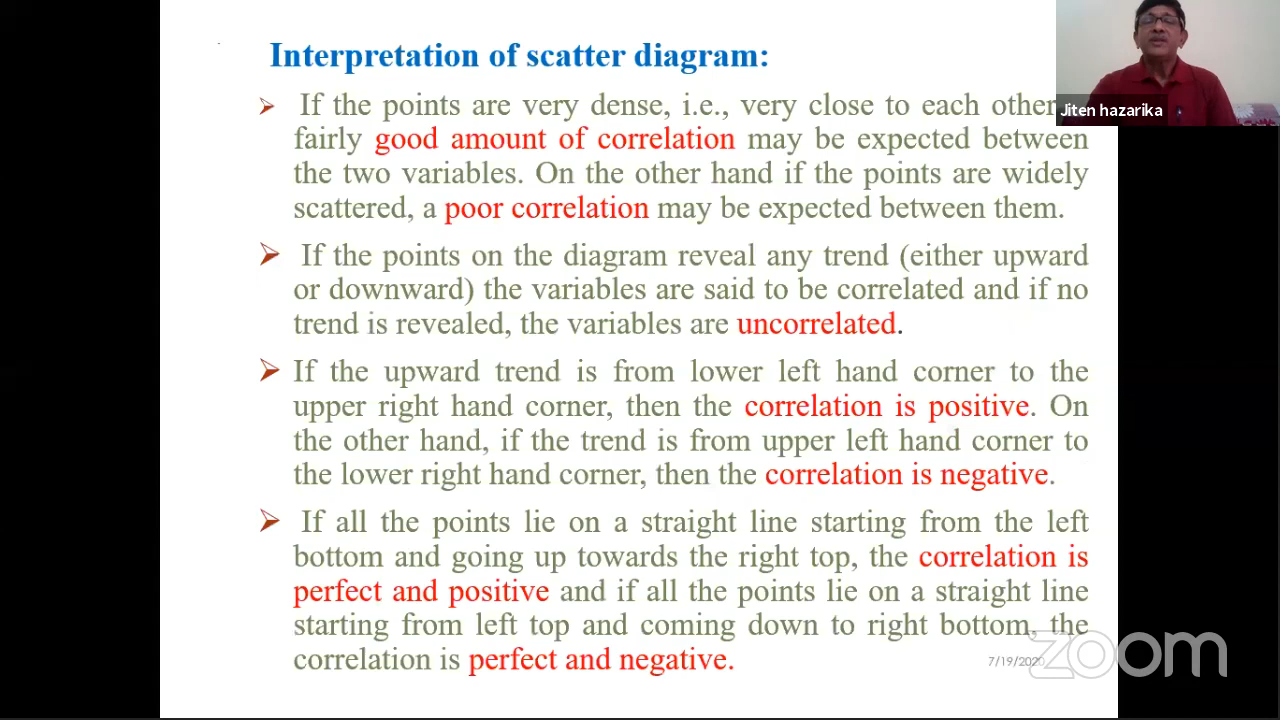 Interpretation of scatter diagram:
Jiten hazarika
➢ If the points are very dense, i.e., very close to each other
fairly good amount of correlation may be expected between
the two variables. On the other hand if the points are widely
scattered, a poor correlation may be expected between them.
➢ If the points on the diagram reveal any trend (either upward
or downward) the variables are said to be correlated and if no
trend is revealed, the variables are uncorrelated.
➢ If the upward trend is from lower left hand corner to the
upper right hand corner, then the correlation is positive. On
the other hand, if the trend is from upper left hand corner to
the lower right hand corner, then the correlation is negative.
➢ If all the points lie on a straight line starting from the left
bottom and going up towards the right top, the correlation is
perfect and positive and if all the points lie on a straight line
starting from left top and coming down to right bottom, the
correlation is perfect and negative.
7/19/2020
zoom